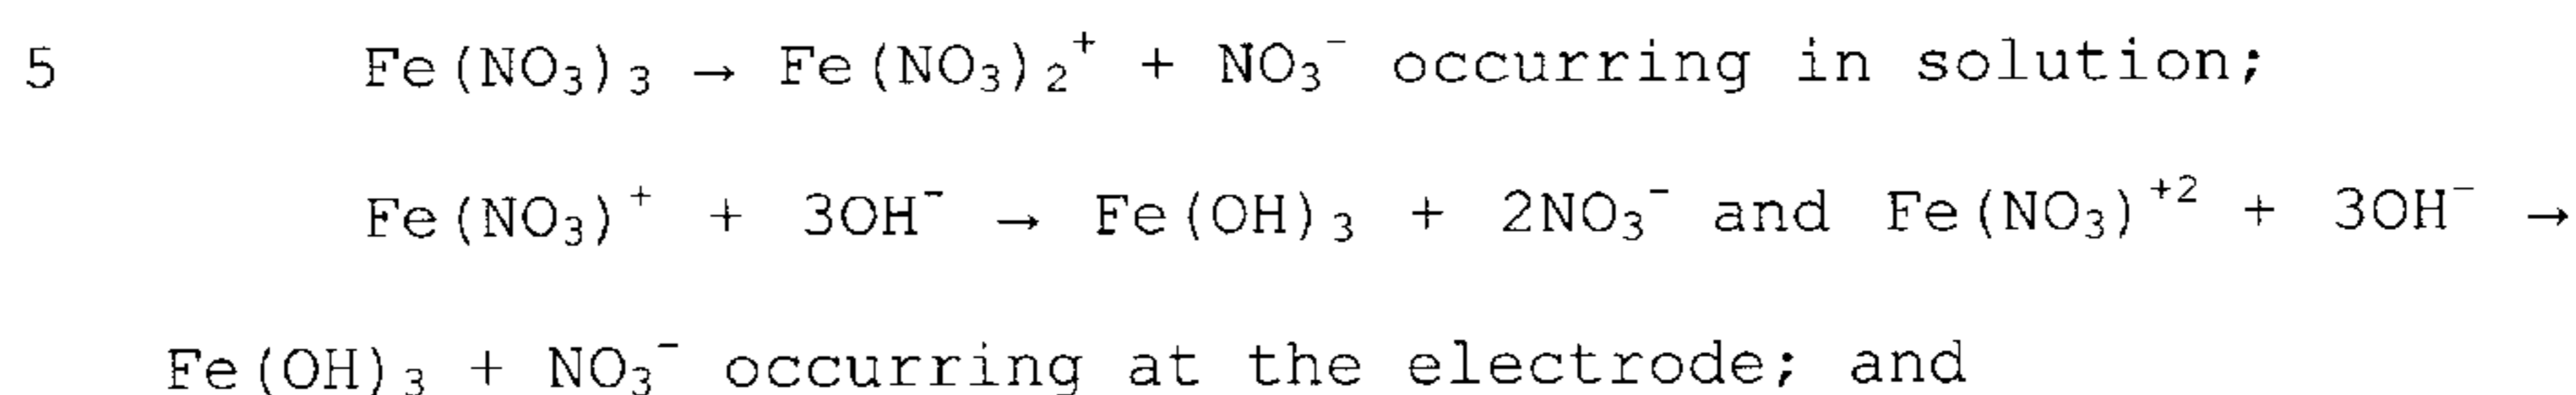 5 Fe(NO₃)₃ → Fe(NO₃)₂⁺ + NO₃⁻ occurring in solution;
Fe(NO₃)⁺ + 3OH⁻ → Fe(OH)₃ + 2NO₃⁻ and Fe(NO₃)⁺² + 3OH⁻ →
Fe(OH)₃ + NO₃⁻ occurring at the electrode; and